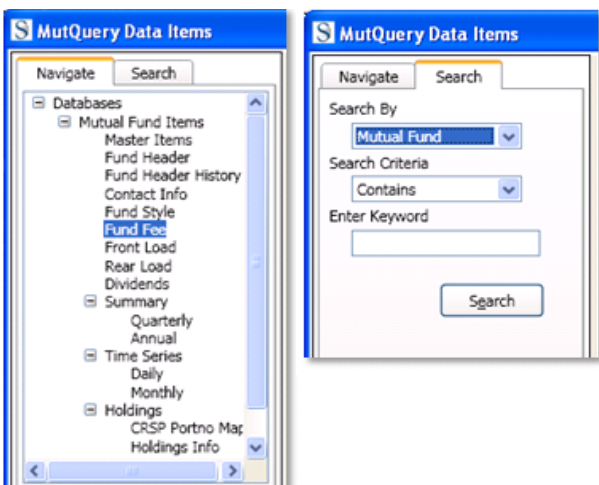 MutQuery Data Items
Navigate
Search
Databases
Mutual Fund Items
Master Items
Fund Header
Fund Header History
Contact Info
Fund Style
Fund Fee
Front Load
Rear Load
Dividends
Summary
Quarterly
Annual
Time Series
Daily
Monthly
Holdings
CRSP Portno Map
Holdings Info
MutQuery Data Items
Navigate
Search
Search By
Mutual Fund
Search Criteria
Contains
Enter Keyword
Search